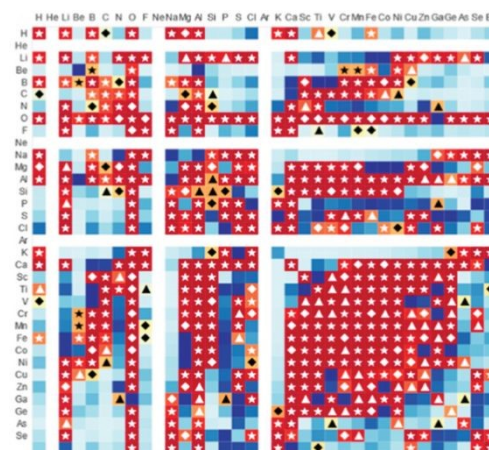 H He Li Be B C N O F Ne Na Mg Al Si P S Cl Ar K Ca Sc Ti V Cr Mn Fe Co Ni Cu Zn Ga Ge As Se
H
He
Li
Be
B
C
N
O
F
Ne
Na
Mg
Al
Si
P
S
Cl
Ar
K
Ca
Sc
Ti
V
Cr
Mn
Fe
Co
Ni
Cu
Zn
Ga
Ge
As
Se